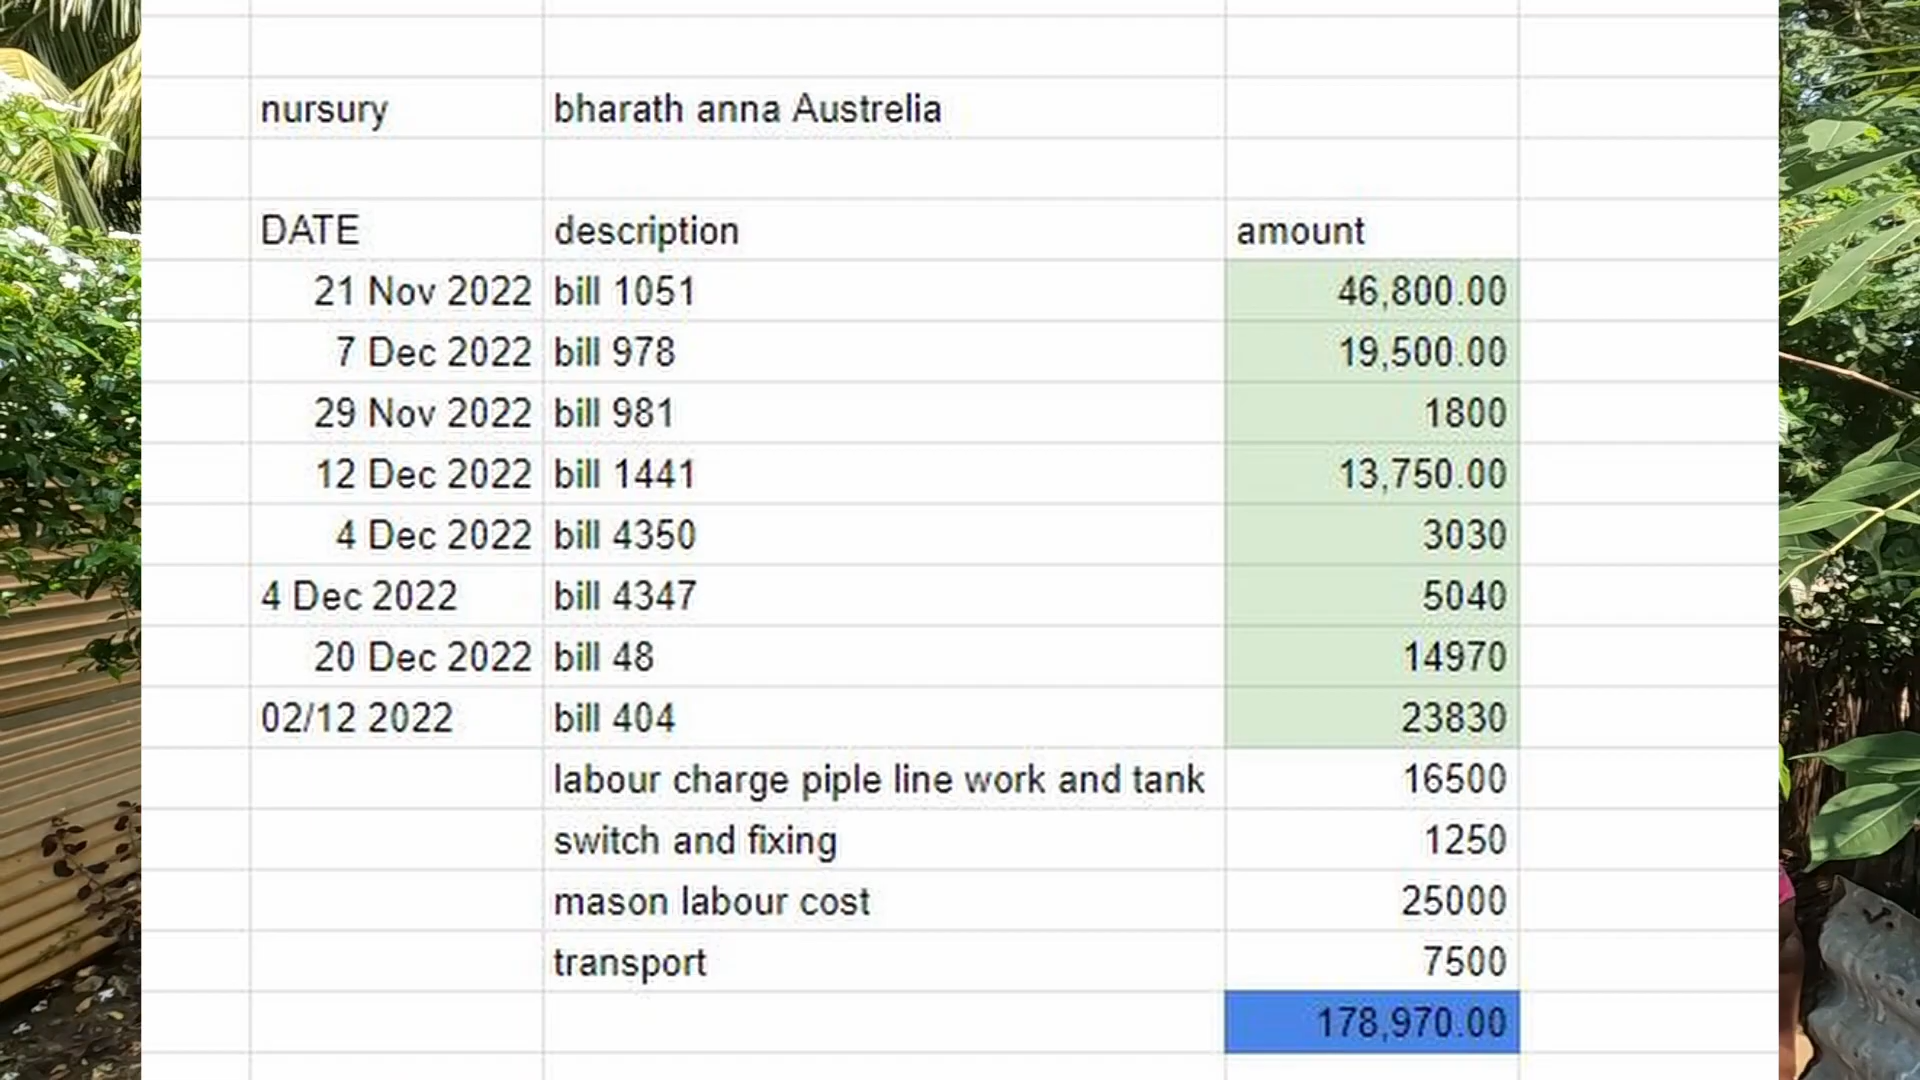 nursury bharath anna Austrelia
DATE description amount
21 Nov 2022 bill 1051 46,800.00
7 Dec 2022 bill 978 19,500.00
29 Nov 2022 bill 981 1800
12 Dec 2022 bill 1441 13,750.00
4 Dec 2022 bill 4350 3030
4 Dec 2022 bill 4347 5040
20 Dec 2022 bill 48 14970
02/12 2022 bill 404 23830
labour charge piple line work and tank 16500
switch and fixing 1250
mason labour cost 25000
transport 7500
178,970.00